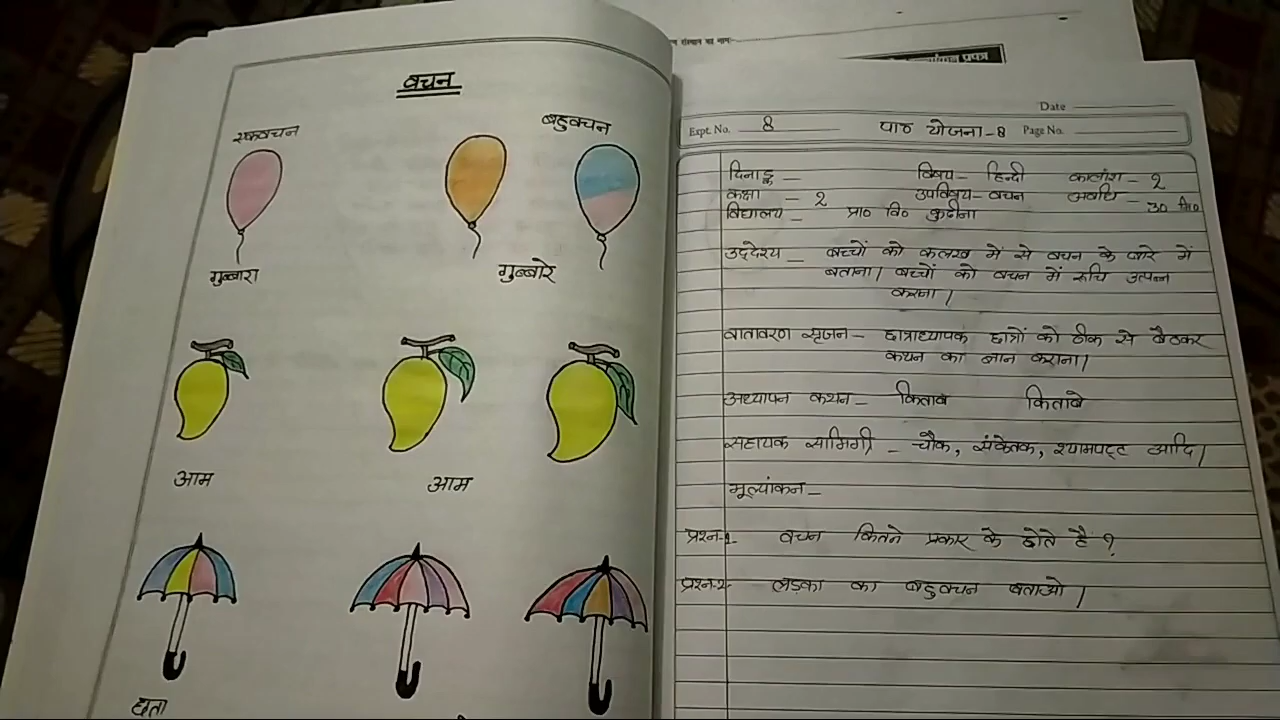 वचन
एकवचन
बहुवचन
गुब्बारा
गुब्बारे
आम
आम
छाता
प्रपत्र
Date
Expt. No. 8 पाठ योजना-8 Page No.
दिनाङ्क — विषय- हिन्दी कालांश - 2
कक्षा - 2 उपविषय- वचन अवधि - 30 मि०
विद्यालय - प्रा० वि०
उद्देश्य — बच्चों को में से वचन के बारे में
बताना। बच्चों को वचन में रूचि उत्पन्न
कराना।
वातावरण सृजन- छात्राध्यापक छात्रों को ठीक से बैठकर
का ज्ञान कराना।
अध्यापन कथन- किताब किताबे
सहायक सामिग्री - चौक, संकेतक, श्यामपट्ट आदि।
मूल्यांकन-
प्रश्न-1- वचन कितने प्रकार के होते है ?
प्रश्न-2- लड़का का बहुवचन बताओ।